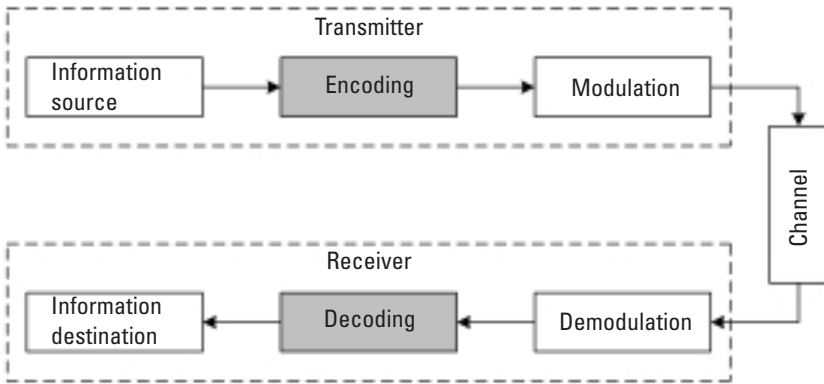 Transmitter
Information
source
Encoding
Modulation
Channel
Receiver
Information
destination
Decoding
Demodulation